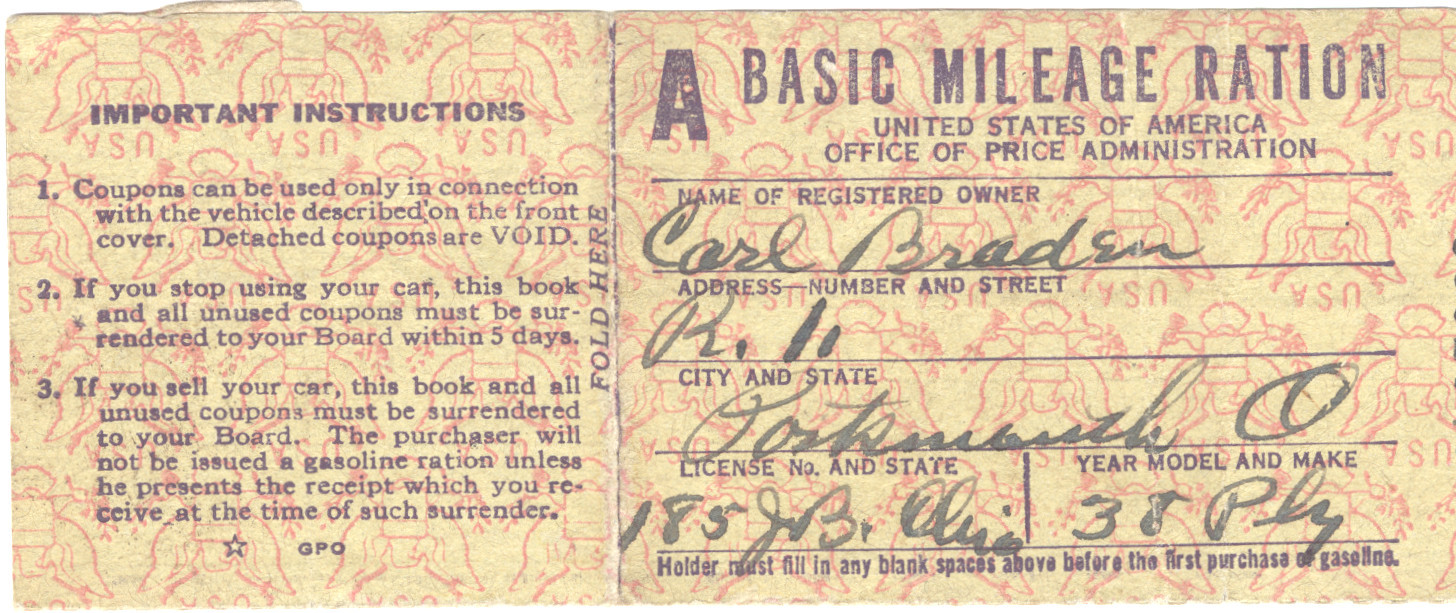 IMPORTANT INSTRUCTIONS
1. Coupons can be used only in connection
with the vehicle described on the front
cover. Detached coupons are VOID.
2. If you stop using your car, this book
and all unused coupons must be sur-
rendered to your Board within 5 days.
3. If you sell your car, this book and all
unused coupons must be surrendered
to your Board. The purchaser will
not be issued a gasoline ration unless
he presents the receipt which you re-
ceive at the time of such surrender.
☆ GPO
FOLD HERE
A BASIC MILEAGE RATION
UNITED STATES OF AMERICA
OFFICE OF PRICE ADMINISTRATION
NAME OF REGISTERED OWNER
Carl Braden
ADDRESS—NUMBER AND STREET
R. 1.
CITY AND STATE
Portsmouth O
LICENSE No. AND STATE
185 JB. Ohio
YEAR MODEL AND MAKE
38 Ply
Holder must fill in any blank spaces above before the first purchase of gasoline.